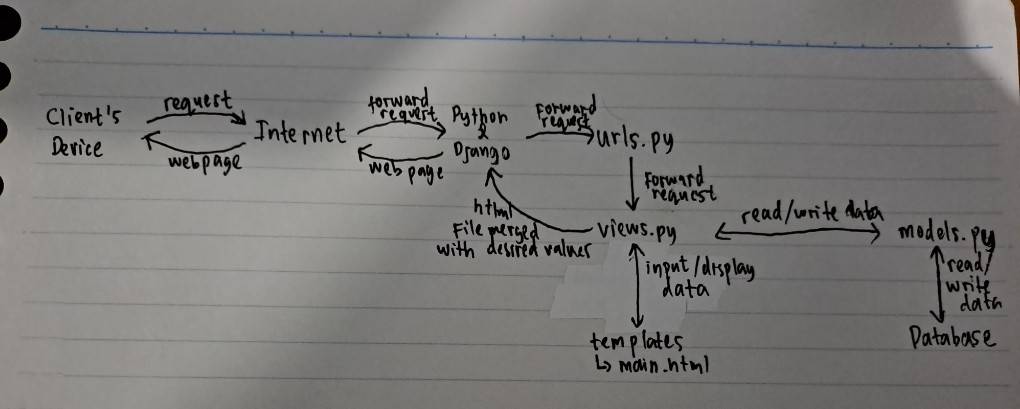 Client's
Device
request
webpage
Internet
forward
request
web page
Python
&
Django
Forward
request
urls.py
Forward
request
html
File merged
with desired values
views.py
read/write data
models.py
input/display
data
read/
write
data
templates
↳ main.html
Database